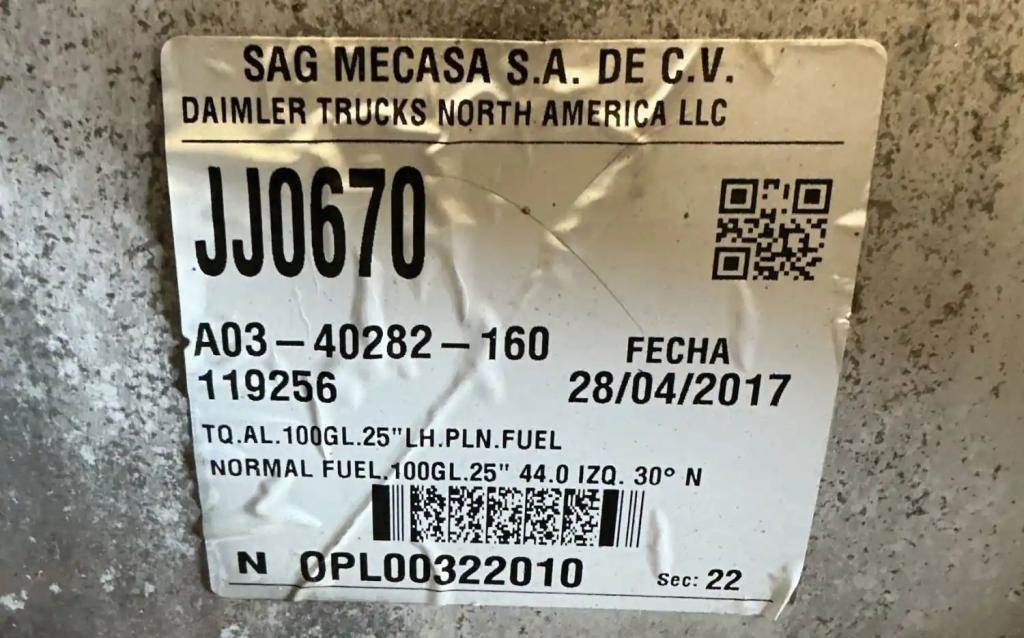 SAG MECASA S.A. DE C.V.
DAIMLER TRUCKS NORTH AMERICA LLC
JJ0670
A03-40282-160
FECHA
119256
28/04/2017
TQ.AL.100GL.25"LH.PLN.FUEL
NORMAL FUEL.100GL.25" 44.0 IZQ. 30° N
N OPL00322010 Sec: 22